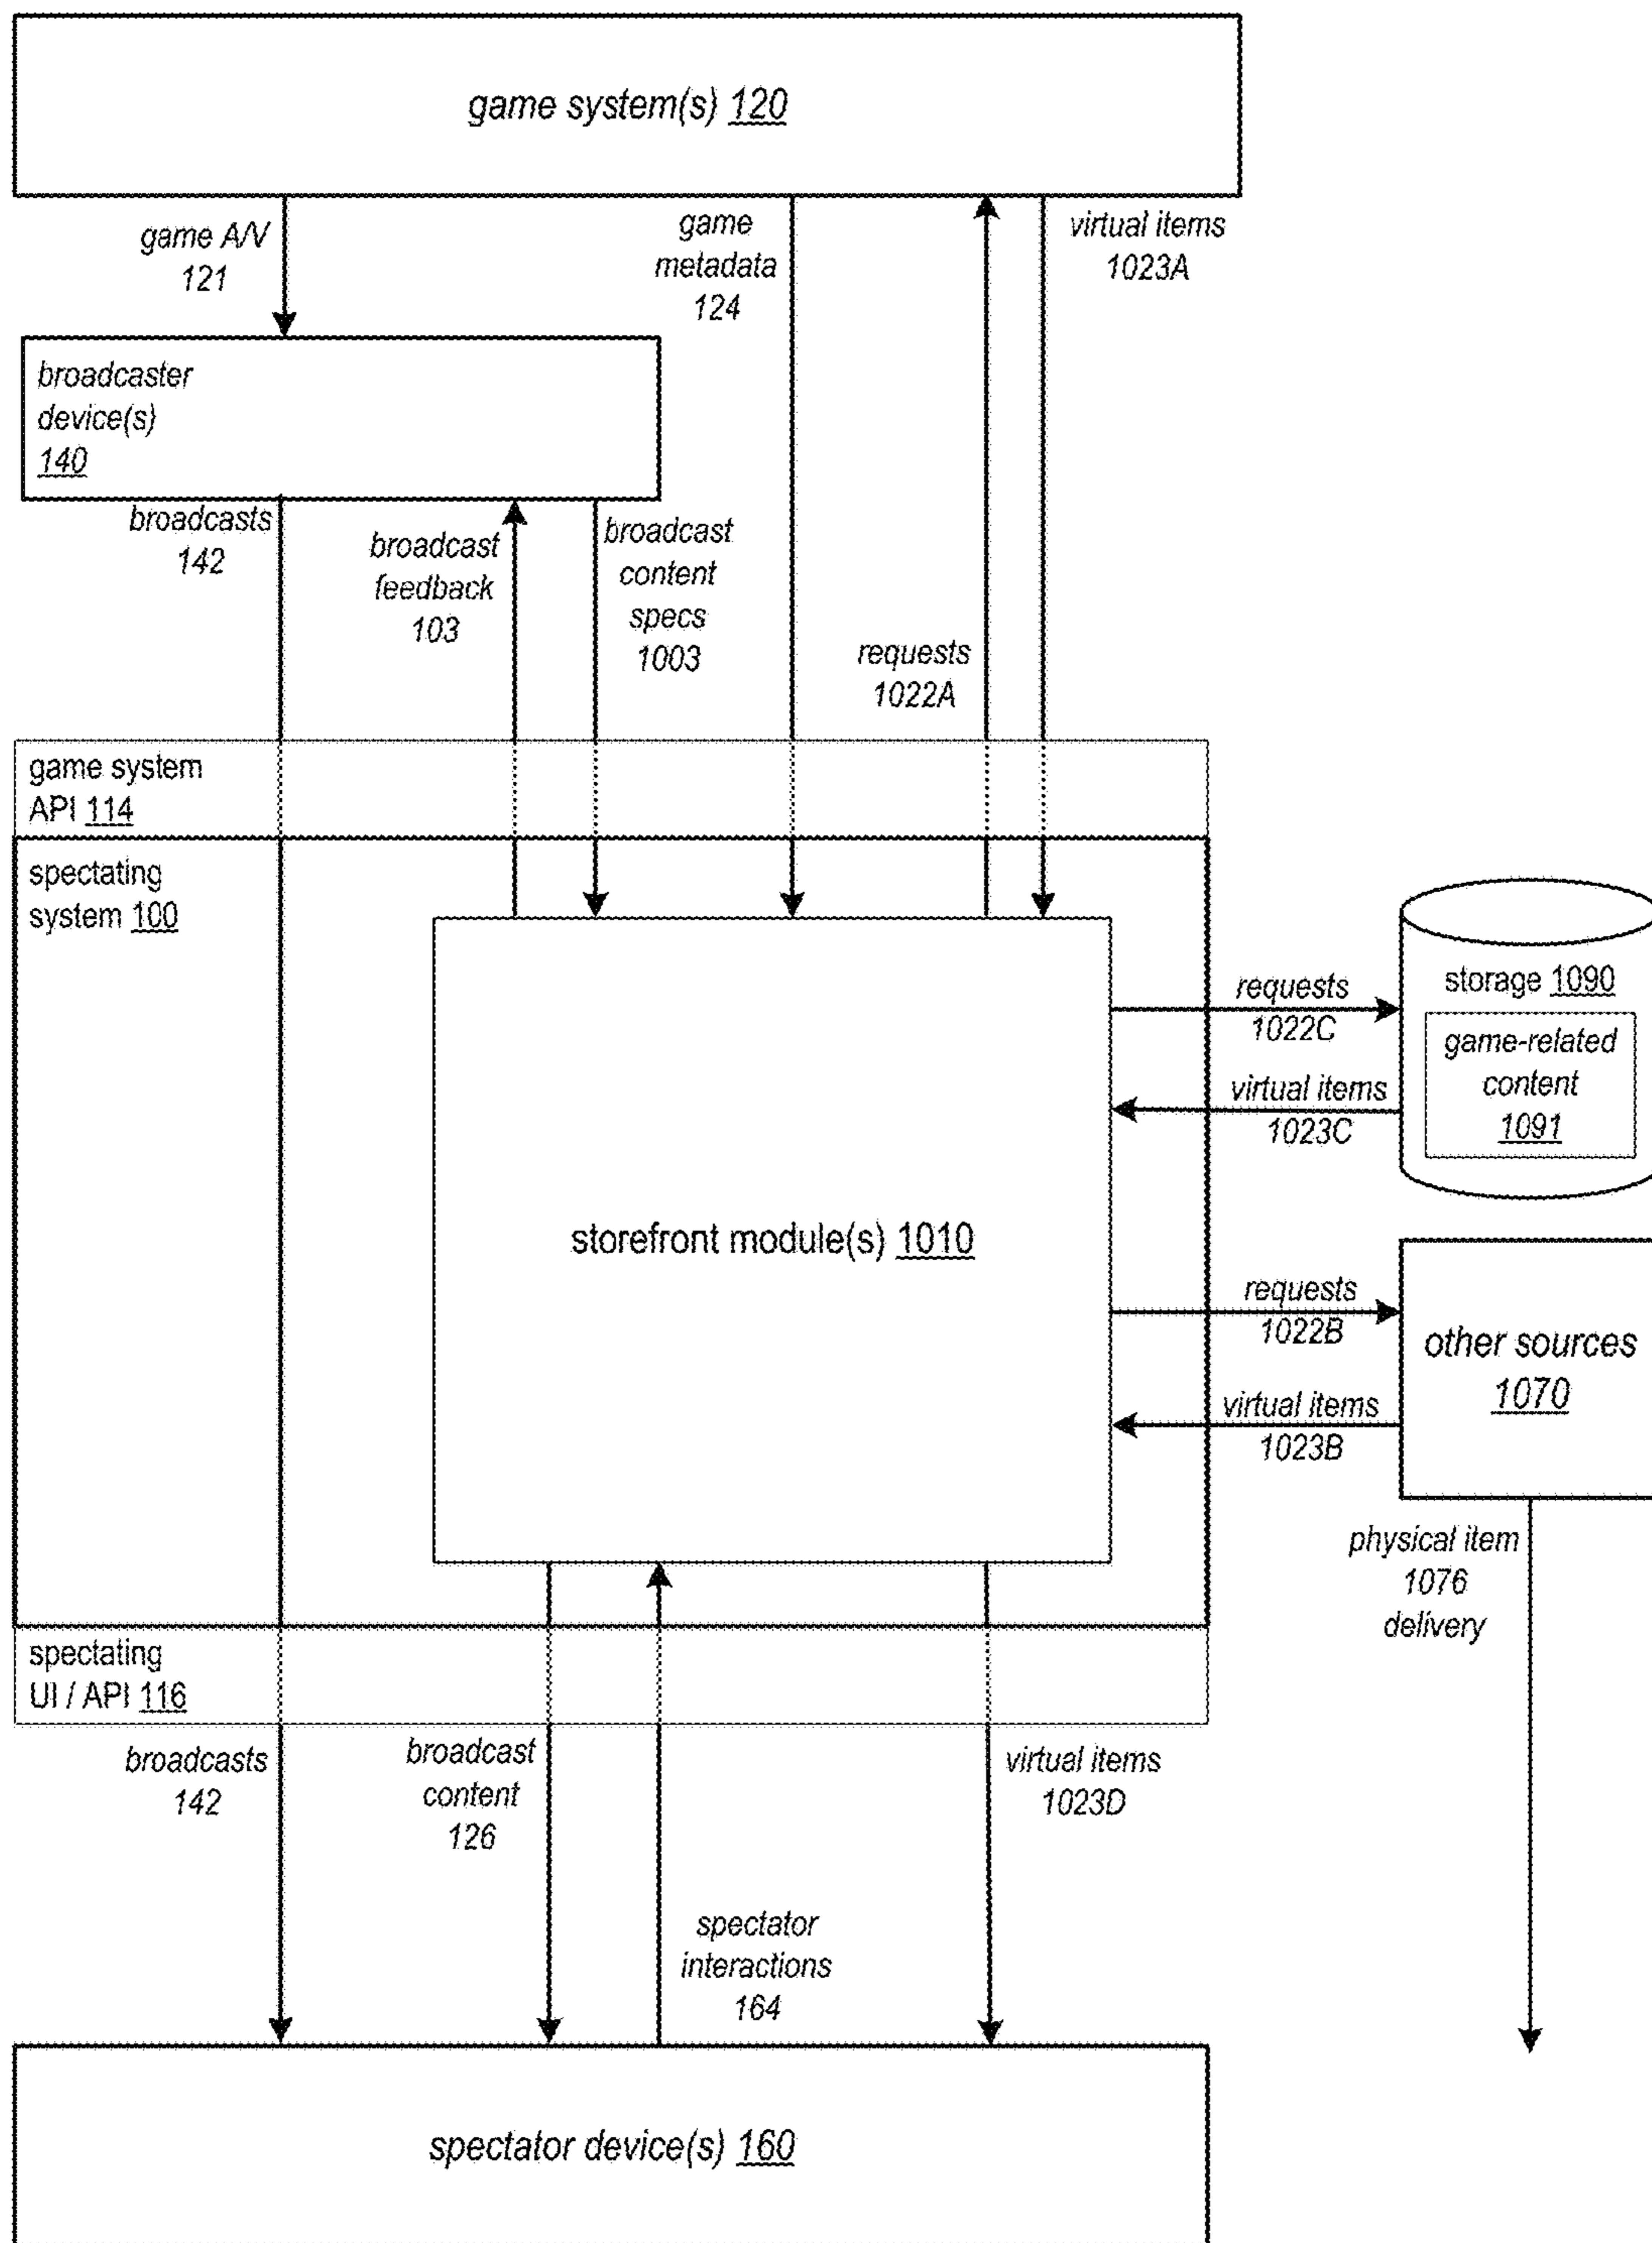 game system(s) 120
game A/V
121
game
metadata
124
virtual items
1023A
broadcaster
device(s)
140
broadcasts
142
broadcast
feedback
103
broadcast
content
specs
1003
requests
1022A
game system
API 114
spectating
system 100
storefront module(s) 1010
requests
1022C
virtual items
1023C
storage 1090
game-related
content
1091
requests
1022B
virtual items
1023B
other sources
1070
physical item
1076
delivery
spectating
UI / API 116
broadcasts
142
broadcast
content
126
spectator
interactions
164
virtual items
1023D
spectator device(s) 160